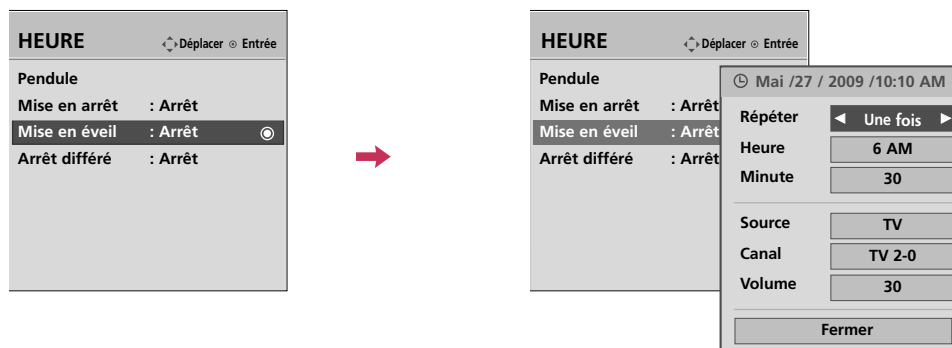 HEURE Déplacer Entrée
Pendule
Mise en arrêt : Arrêt
Mise en éveil : Arrêt
Arrêt différé : Arrêt
HEURE Déplacer Entrée
Pendule
Mise en arrêt : Arrêt
Mise en éveil : Arrêt
Arrêt différé : Arrêt
Mai /27 / 2009 /10:10 AM
Répéter Une fois
Heure 6 AM
Minute 30
Source TV
Canal TV 2-0
Volume 30
Fermer